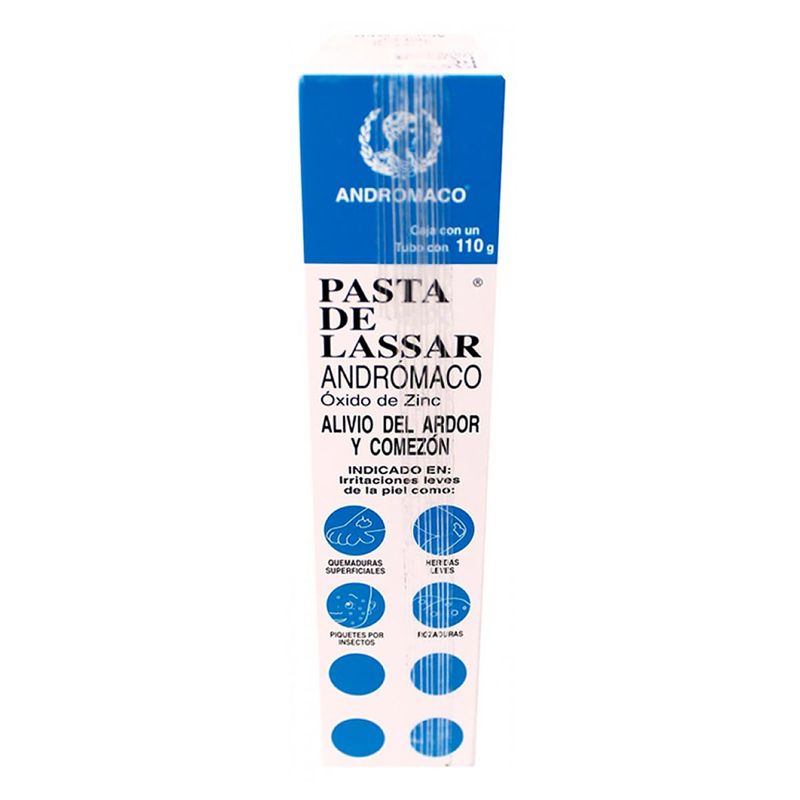 ANDRÓMACO
Caja con un
Tubo con 110 g
PASTA ®
DE
LASSAR
ANDRÓMACO
Óxido de Zinc
ALIVIO DEL ARDOR
Y COMEZÓN
INDICADO EN:
Irritaciones leves
de la piel como:
QUEMADURAS
SUPERFICIALES
HERIDAS
LEVES
PIQUETES POR
INSECTOS
ROZADURAS